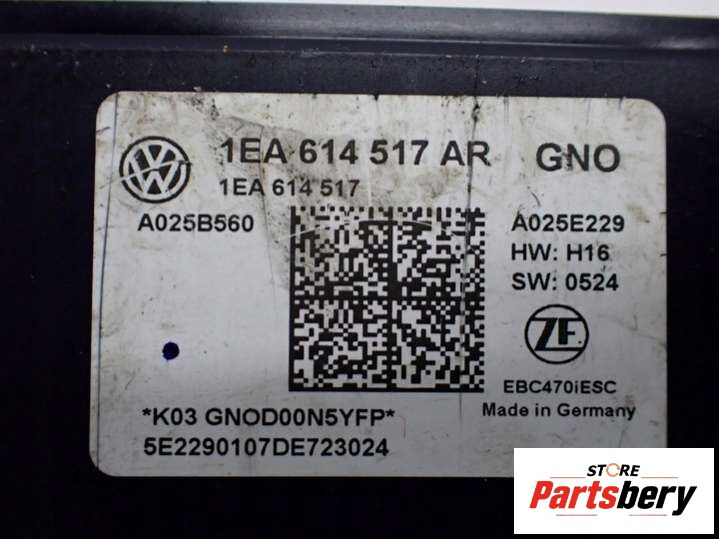 1EA 614 517 AR GNO
1EA 614 517
A025B560
A025E229
HW: H16
SW: 0524
ZF
EBC470iESC
Made in Germany
*K03 GNOD00N5YFP*
5E2290107DE723024
STORE
Partsbery